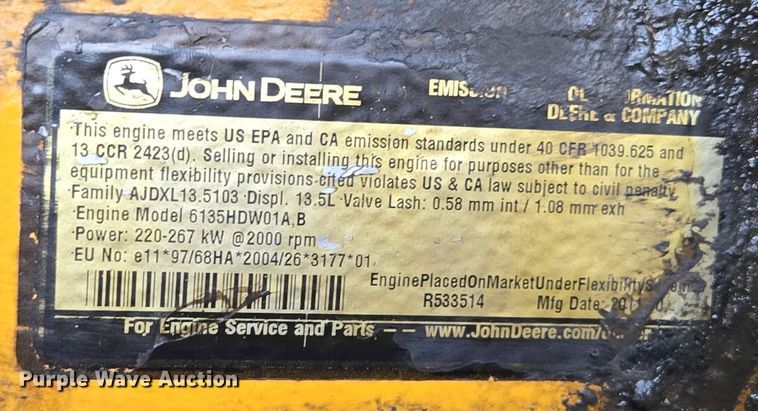 JOHN DEERE
DEERE & COMPANY
This engine meets US EPA and CA emission standards under 40 CFR 1039.625 and
13 CCR 2423(d). Selling or installing this engine for purposes other than for the
equipment flexibility provisions cited violates US & CA law subject to civil penalty.
Family AJDXL13.5103 Displ. 13.5L Valve Lash: 0.58 mm int / 1.08 mm exh
Engine Model 6135HDW01A,B
Power: 220-267 kW @2000 rpm
EU No: e11*97/68HA*2004/26*3177*01
R533514 Mfg Date:
For Engine Service and Parts -- www.JohnDeere.com/
Purple Wave Auction